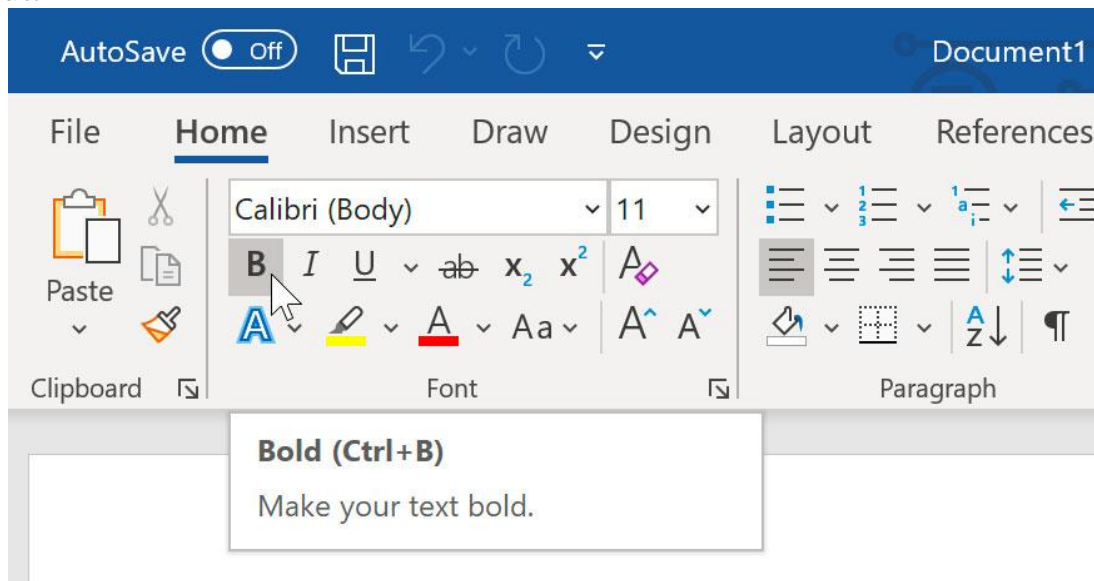 AutoSave Off Document1
File Home Insert Draw Design Layout References
Calibri (Body) 11
Paste
B I U ab x₂ x²
A A Aa A A
A
Z
Clipboard Font Paragraph
Bold (Ctrl+B)
Make your text bold.